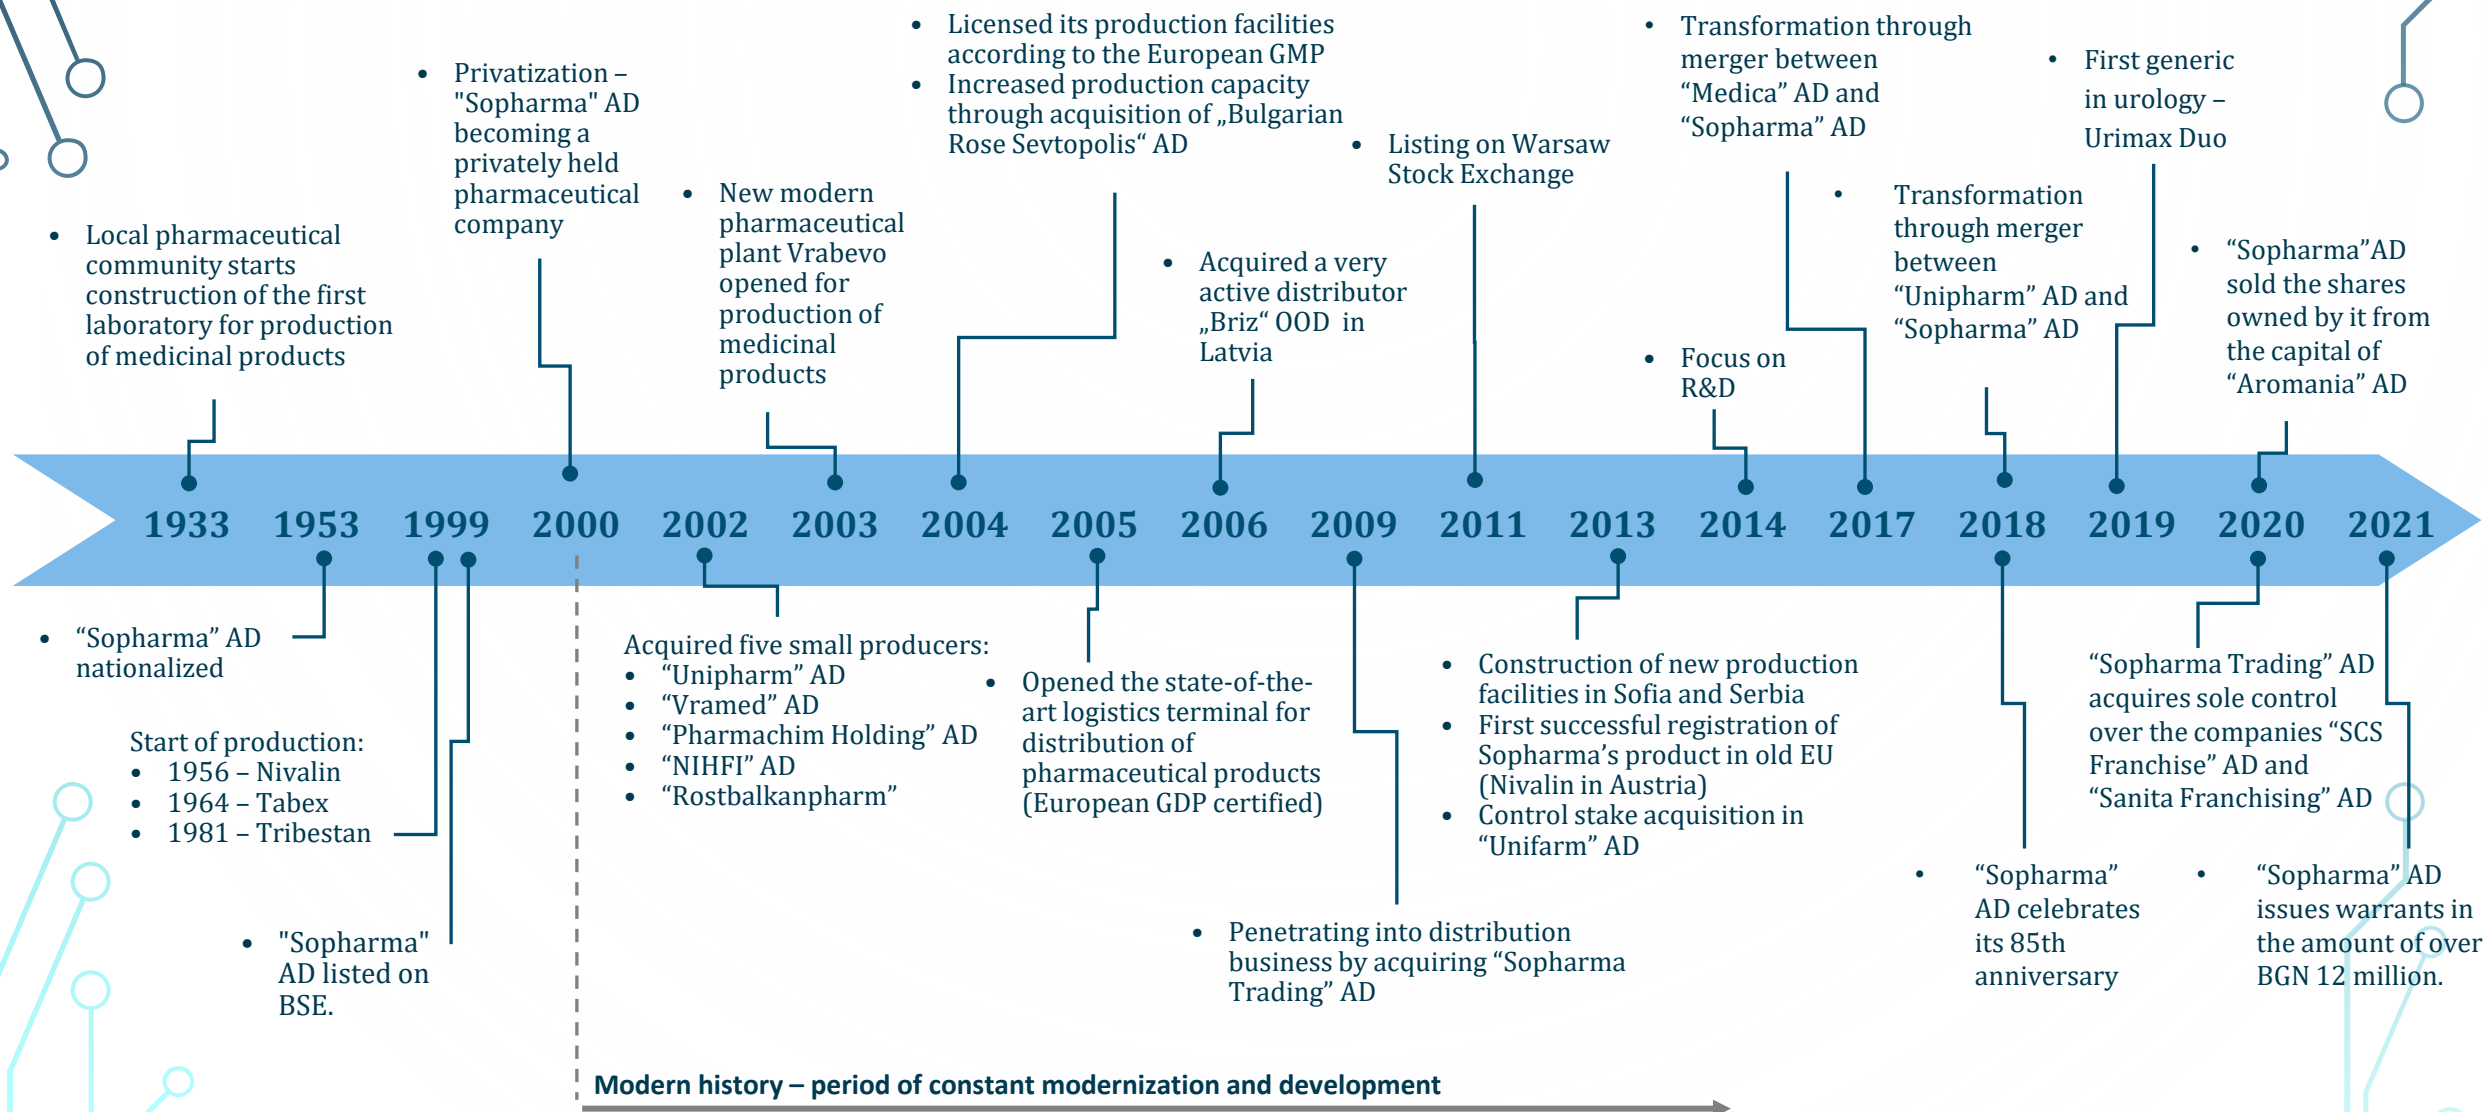 • Local pharmaceutical
community starts
construction of the first
laboratory for production
of medicinal products
• Privatization –
"Sopharma" AD
becoming a
privately held
pharmaceutical
company
• New modern
pharmaceutical
plant Vrabevo
opened for
production of
medicinal
products
• Licensed its production facilities
according to the European GMP
• Increased production capacity
through acquisition of „Bulgarian
Rose Sevtopolis“ AD
• Acquired a very
active distributor
„Briz“ OOD in
Latvia
• Listing on Warsaw
Stock Exchange
• Focus on
R&D
• Transformation through
merger between
“Medica” AD and
“Sopharma” AD
• Transformation
through merger
between
“Unipharm” AD and
“Sopharma” AD
• First generic
in urology –
Urimax Duo
• “Sopharma”AD
sold the shares
owned by it from
the capital of
“Aromania” AD
1933 1953 1999 2000 2002 2003 2004 2005 2006 2009 2011 2013 2014 2017 2018 2019 2020 2021
• “Sopharma” AD
nationalized
Start of production:
• 1956 – Nivalin
• 1964 – Tabex
• 1981 – Tribestan
• "Sopharma"
AD listed on
BSE.
Acquired five small producers:
• “Unipharm” AD
• “Vramed” AD
• “Pharmachim Holding” AD
• “NIHFI” AD
• “Rostbalkanpharm”
• Opened the state-of-the-
art logistics terminal for
distribution of
pharmaceutical products
(European GDP certified)
• Penetrating into distribution
business by acquiring “Sopharma
Trading” AD
• Construction of new production
facilities in Sofia and Serbia
• First successful registration of
Sopharma’s product in old EU
(Nivalin in Austria)
• Control stake acquisition in
“Unifarm” AD
• “Sopharma”
AD celebrates
its 85th
anniversary
“Sopharma Trading” AD
acquires sole control
over the companies “SCS
Franchise” AD and
“Sanita Franchising” AD
• “Sopharma” AD
issues warrants in
the amount of over
BGN 12 million.
Modern history – period of constant modernization and development